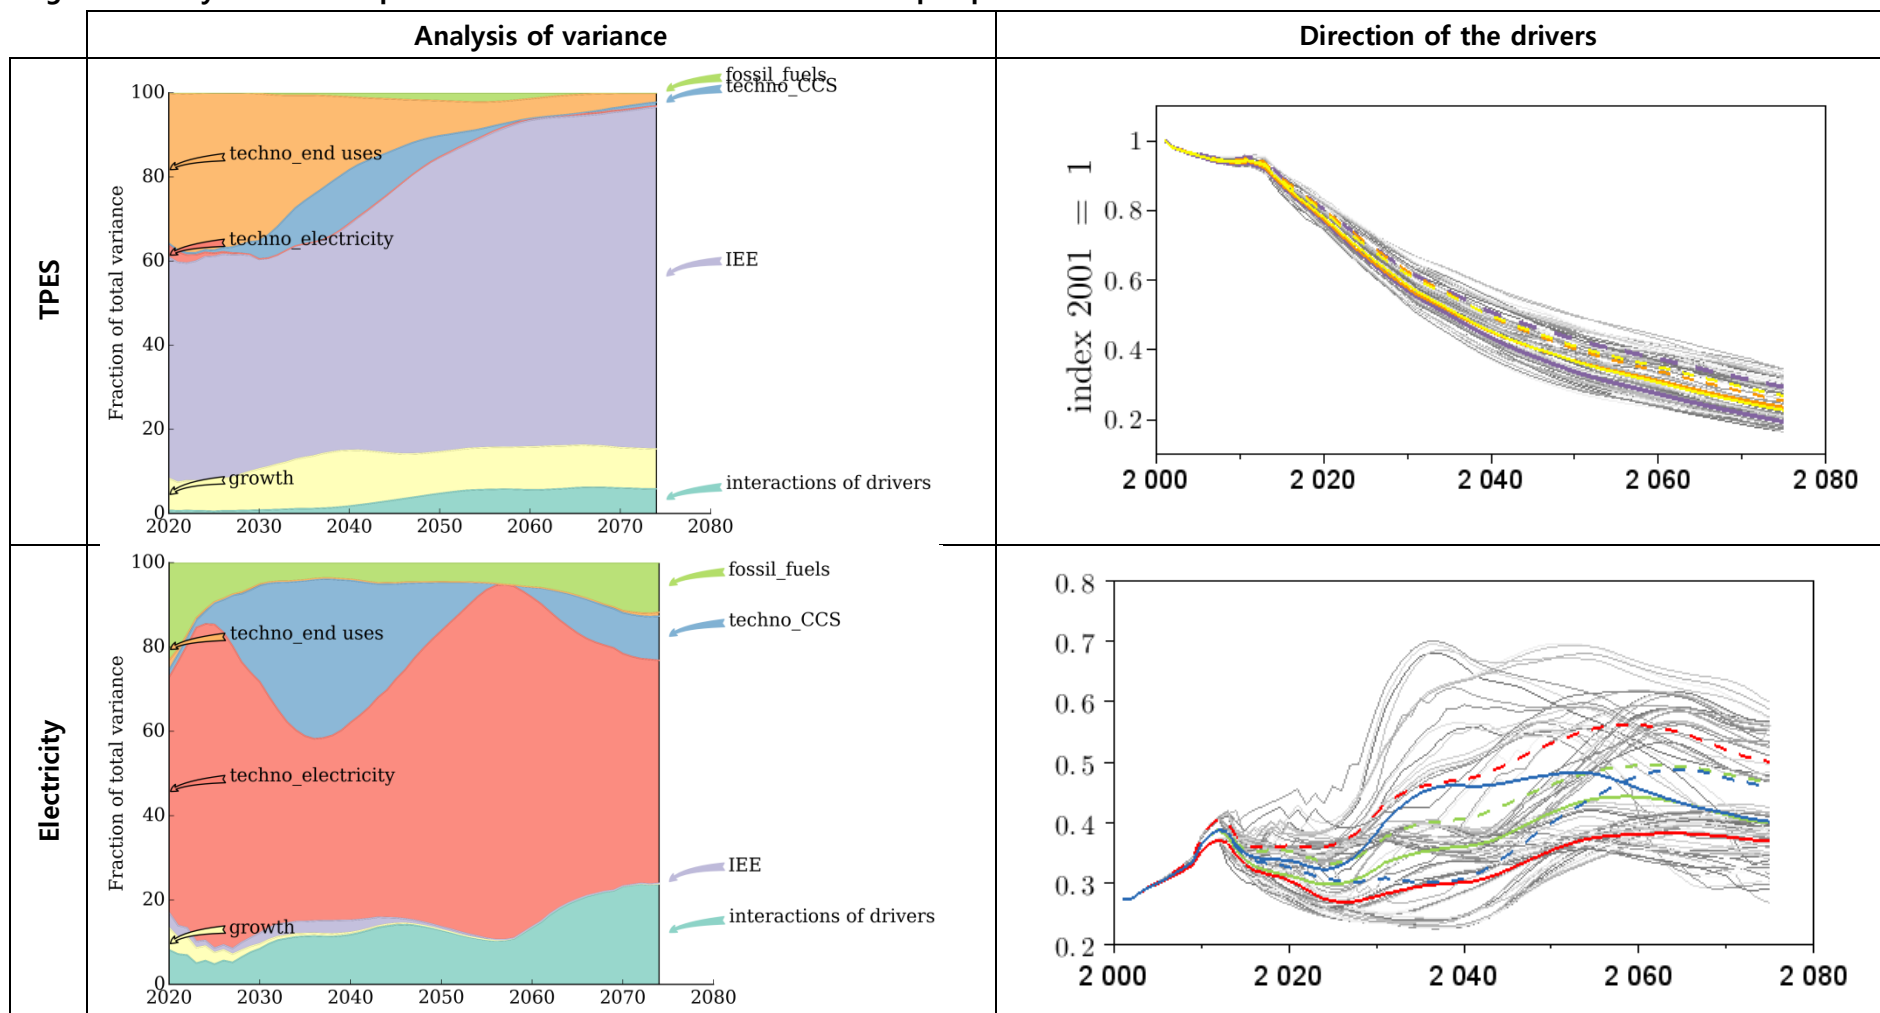 Analysis of variance
Direction of the drivers
TPES
Fraction of total variance
100
80
60
40
20
0
2020
2030
2040
2050
2060
2070
2080
techno_end uses
techno_electricity
growth
fossil_fuels
techno_CCS
IEE
interactions of drivers
index 2001 = 1
1
0.8
0.6
0.4
0.2
2 000
2 020
2 040
2 060
2 080
Electricity
Fraction of total variance
100
80
60
40
20
0
2020
2030
2040
2050
2060
2070
2080
techno_end uses
techno_electricity
growth
fossil_fuels
techno_CCS
IEE
interactions of drivers
0.8
0.7
0.6
0.5
0.4
0.3
0.2
2 000
2 020
2 040
2 060
2 080